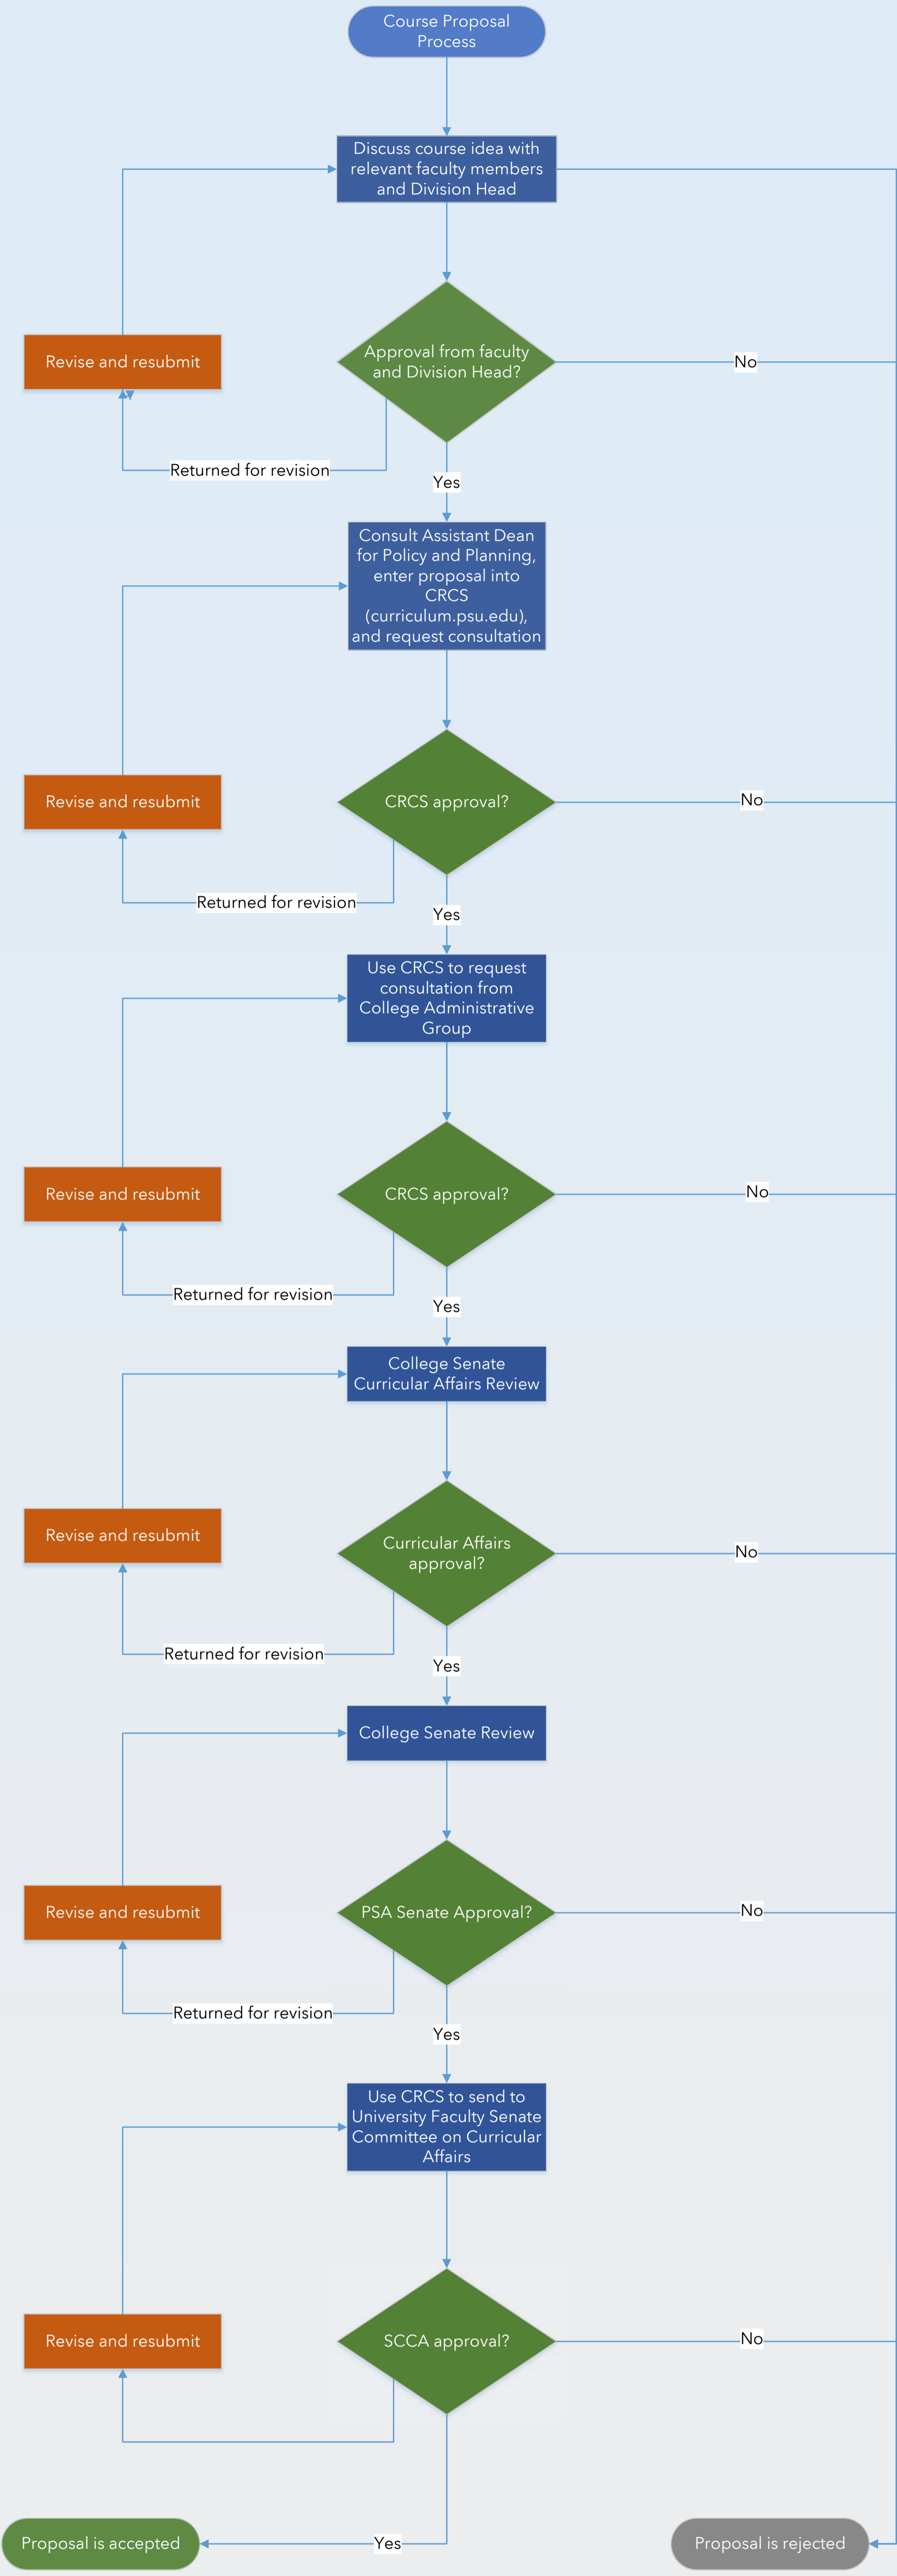 Course Proposal
Process
Discuss course idea with
relevant faculty members
and Division Head
Revise and resubmit
Approval from faculty
and Division Head?
No
Returned for revision
Yes
Consult Assistant Dean
for Policy and Planning,
enter proposal into
CRCS
(curriculum.psu.edu),
and request consultation
Revise and resubmit
CRCS approval?
No
Returned for revision
Yes
Use CRCS to request
consultation from
College Administrative
Group
Revise and resubmit
CRCS approval?
No
Returned for revision
Yes
College Senate
Curricular Affairs Review
Revise and resubmit
Curricular Affairs
approval?
No
Returned for revision
Yes
College Senate Review
Revise and resubmit
PSA Senate Approval?
No
Returned for revision
Yes
Use CRCS to send to
University Faculty Senate
Committee on Curricular
Affairs
Revise and resubmit
SCCA approval?
No
Proposal is accepted
Yes
Proposal is rejected